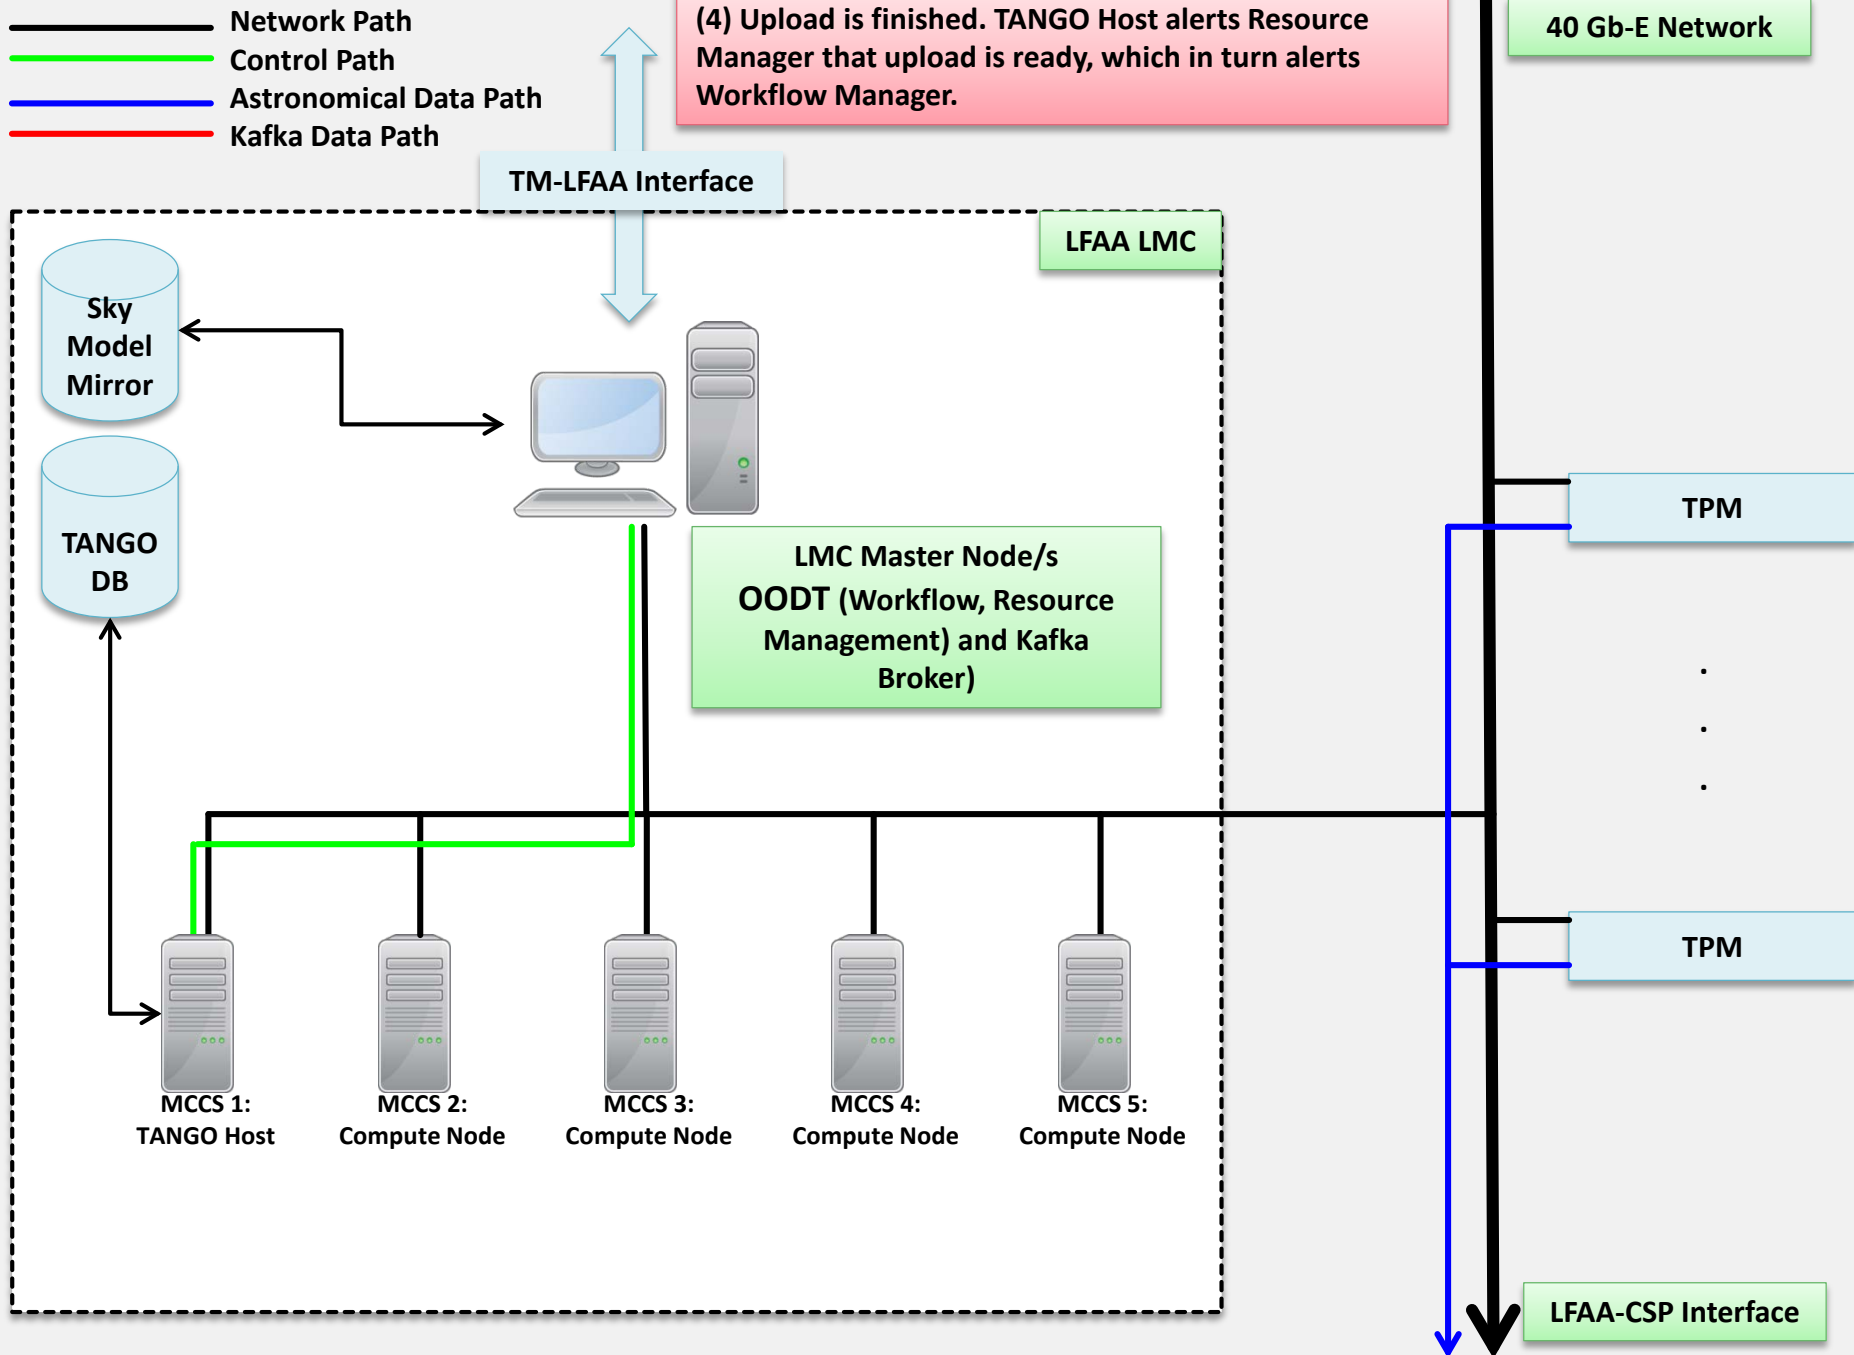 Network Path
Control Path
Astronomical Data Path
Kafka Data Path
(4) Upload is finished. TANGO Host alerts Resource
Manager that upload is ready, which in turn alerts
Workflow Manager.
40 Gb-E Network
TM-LFAA Interface
LFAA LMC
Sky
Model
Mirror
TANGO
DB
LMC Master Node/s
OODT (Workflow, Resource
Management) and Kafka
Broker)
TPM
.
.
.
TPM
MCCS 1:
TANGO Host
MCCS 2:
Compute Node
MCCS 3:
Compute Node
MCCS 4:
Compute Node
MCCS 5:
Compute Node
LFAA-CSP Interface